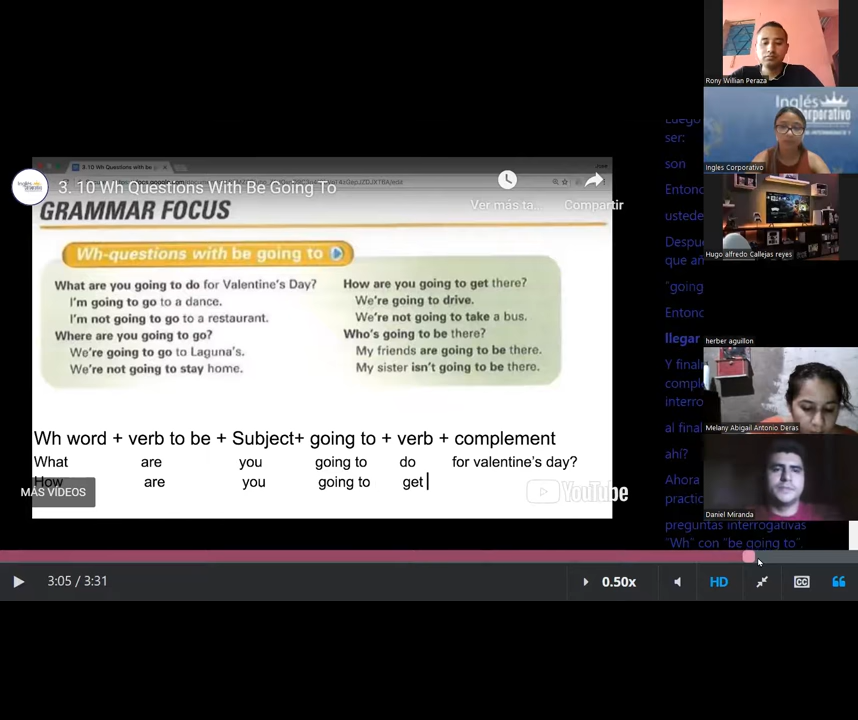 3. 10 Wh Questions With Be Going To
Ver más ta...
Compartir
GRAMMAR FOCUS
Wh-questions with be going to
What are you going to do for Valentine's Day?
I'm going to go to a dance.
I'm not going to go to a restaurant.
Where are you going to go?
We're going to go to Laguna's.
We're not going to stay home.
How are you going to get there?
We're going to drive.
We're not going to take a bus.
Who's going to be there?
My friends are going to be there.
My sister isn't going to be there.
Wh word + verb to be + Subject+ going to + verb + complement
What are you going to do for valentine's day?
How are you going to get
MÁS VÍDEOS
YouTube
3:05 / 3:31
0.50x
HD
CC
Luego
ser:
son
Entonc
ustede
Despue
que an
"going
Entonc
llegar
Y final
comple
interro
al fina
ahí?
Ahora
practic
preguntas interrogativas
"Wh" con "be going to".
Rony Willian Peraza
Inglés
Corporativo
Ingles Corporativo
Hugo alfredo Callejas reyes
herber aguillon
Melany Abigail Antonio Deras
Daniel Miranda